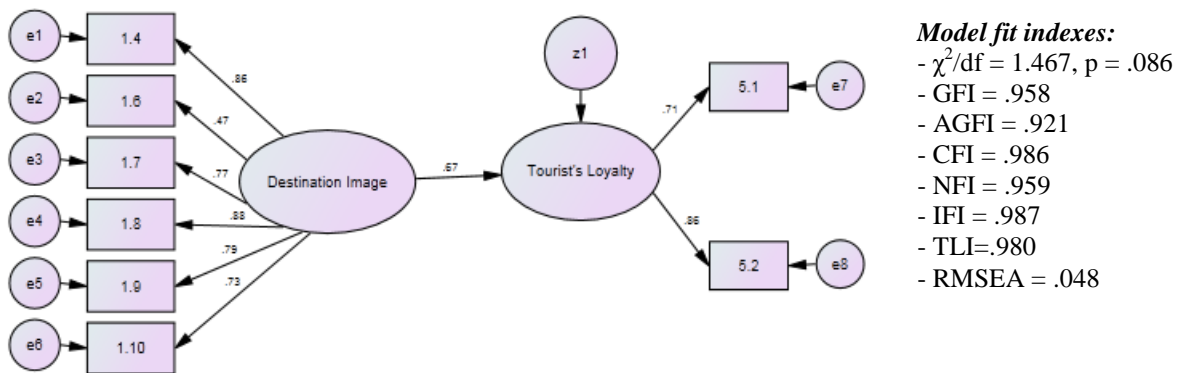 e1
1.4
.86
e2
1.6
.47
e3
1.7
.77
e4
1.8
.88
e5
1.9
.79
e6
1.10
.73
Destination Image
.67
z1
Tourist's Loyalty
.71
5.1
e7
.86
5.2
e8
Model fit indexes:
- χ²/df = 1.467, p = .086
- GFI = .958
- AGFI = .921
- CFI = .986
- NFI = .959
- IFI = .987
- TLI=.980
- RMSEA = .048